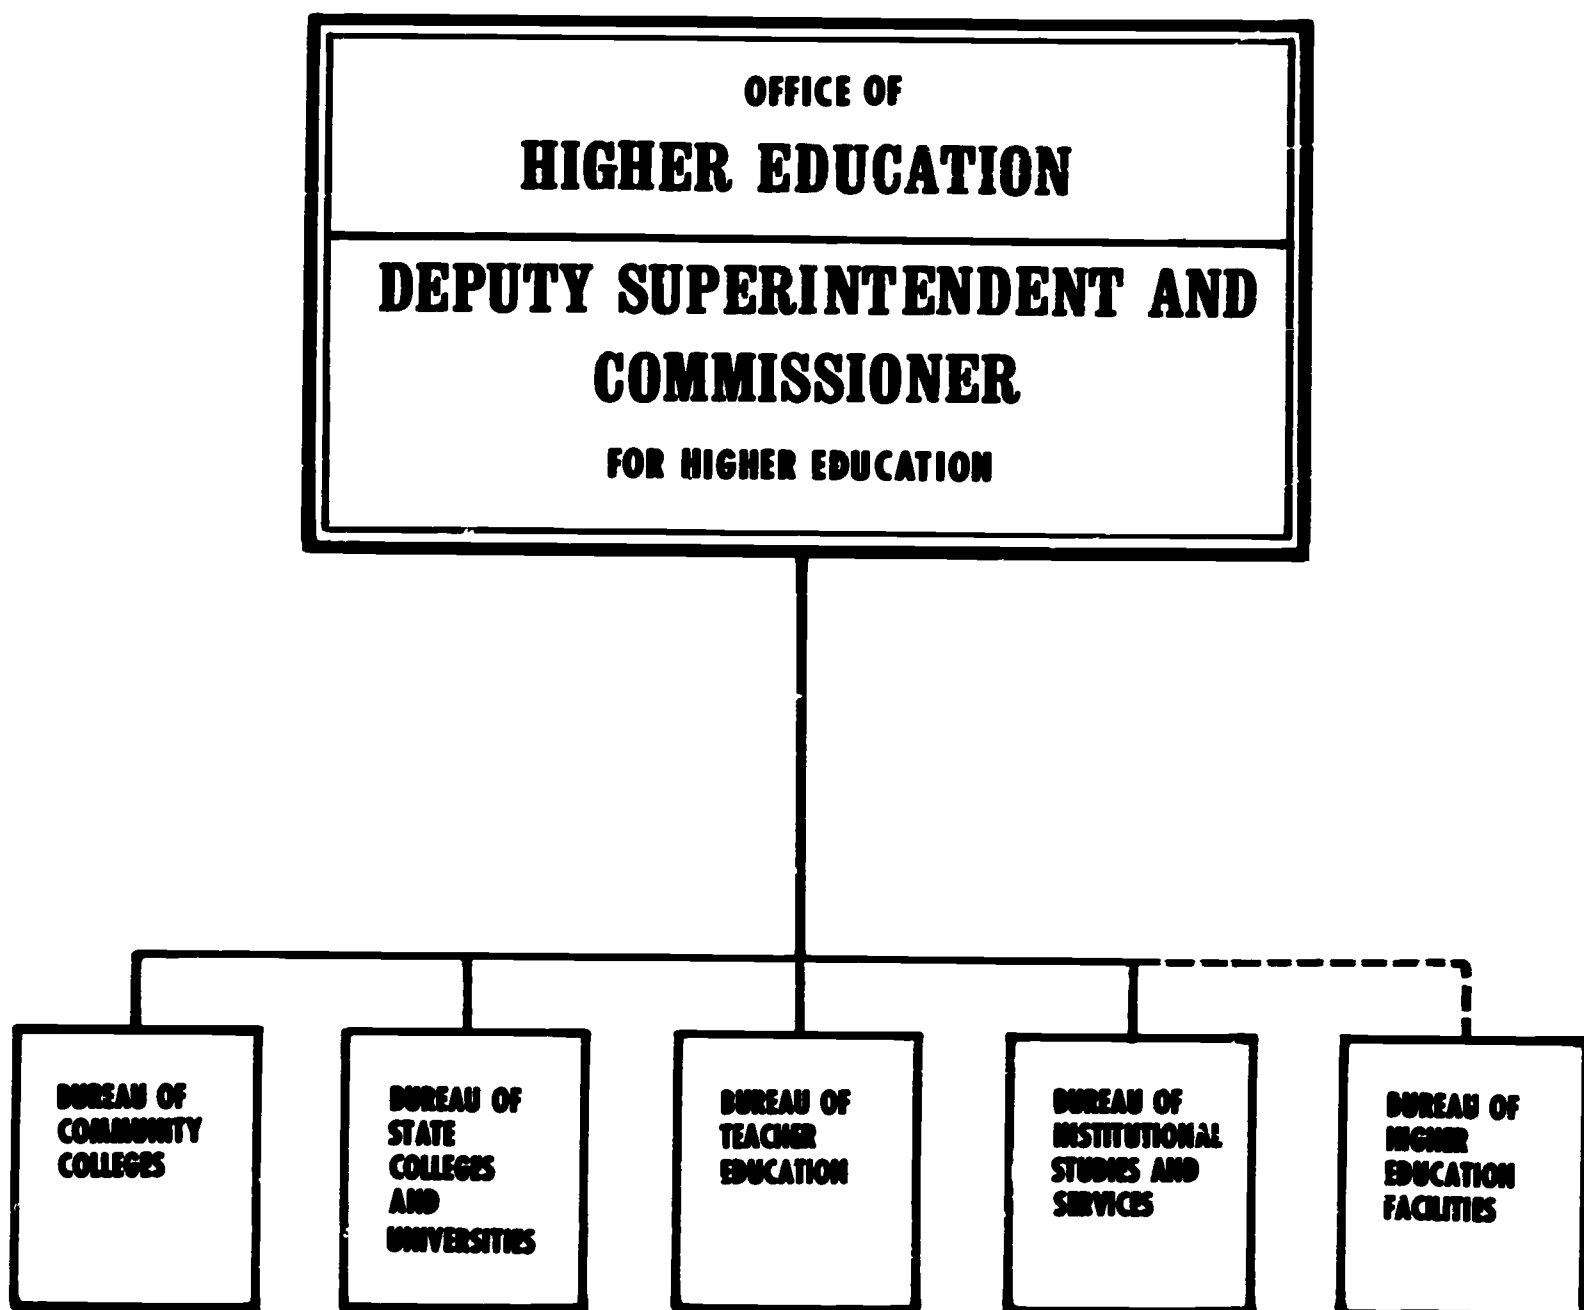 OFFICE OF
HIGHER EDUCATION
DEPUTY SUPERINTENDENT AND
COMMISSIONER
FOR HIGHER EDUCATION
BUREAU OF
COMMUNITY
COLLEGES
BUREAU OF
STATE
COLLEGES
AND
UNIVERSITIES
BUREAU OF
TEACHER
EDUCATION
BUREAU OF
INSTITUTIONAL
STUDIES AND
SERVICES
BUREAU OF
HIGHER
EDUCATION
FACILITIES